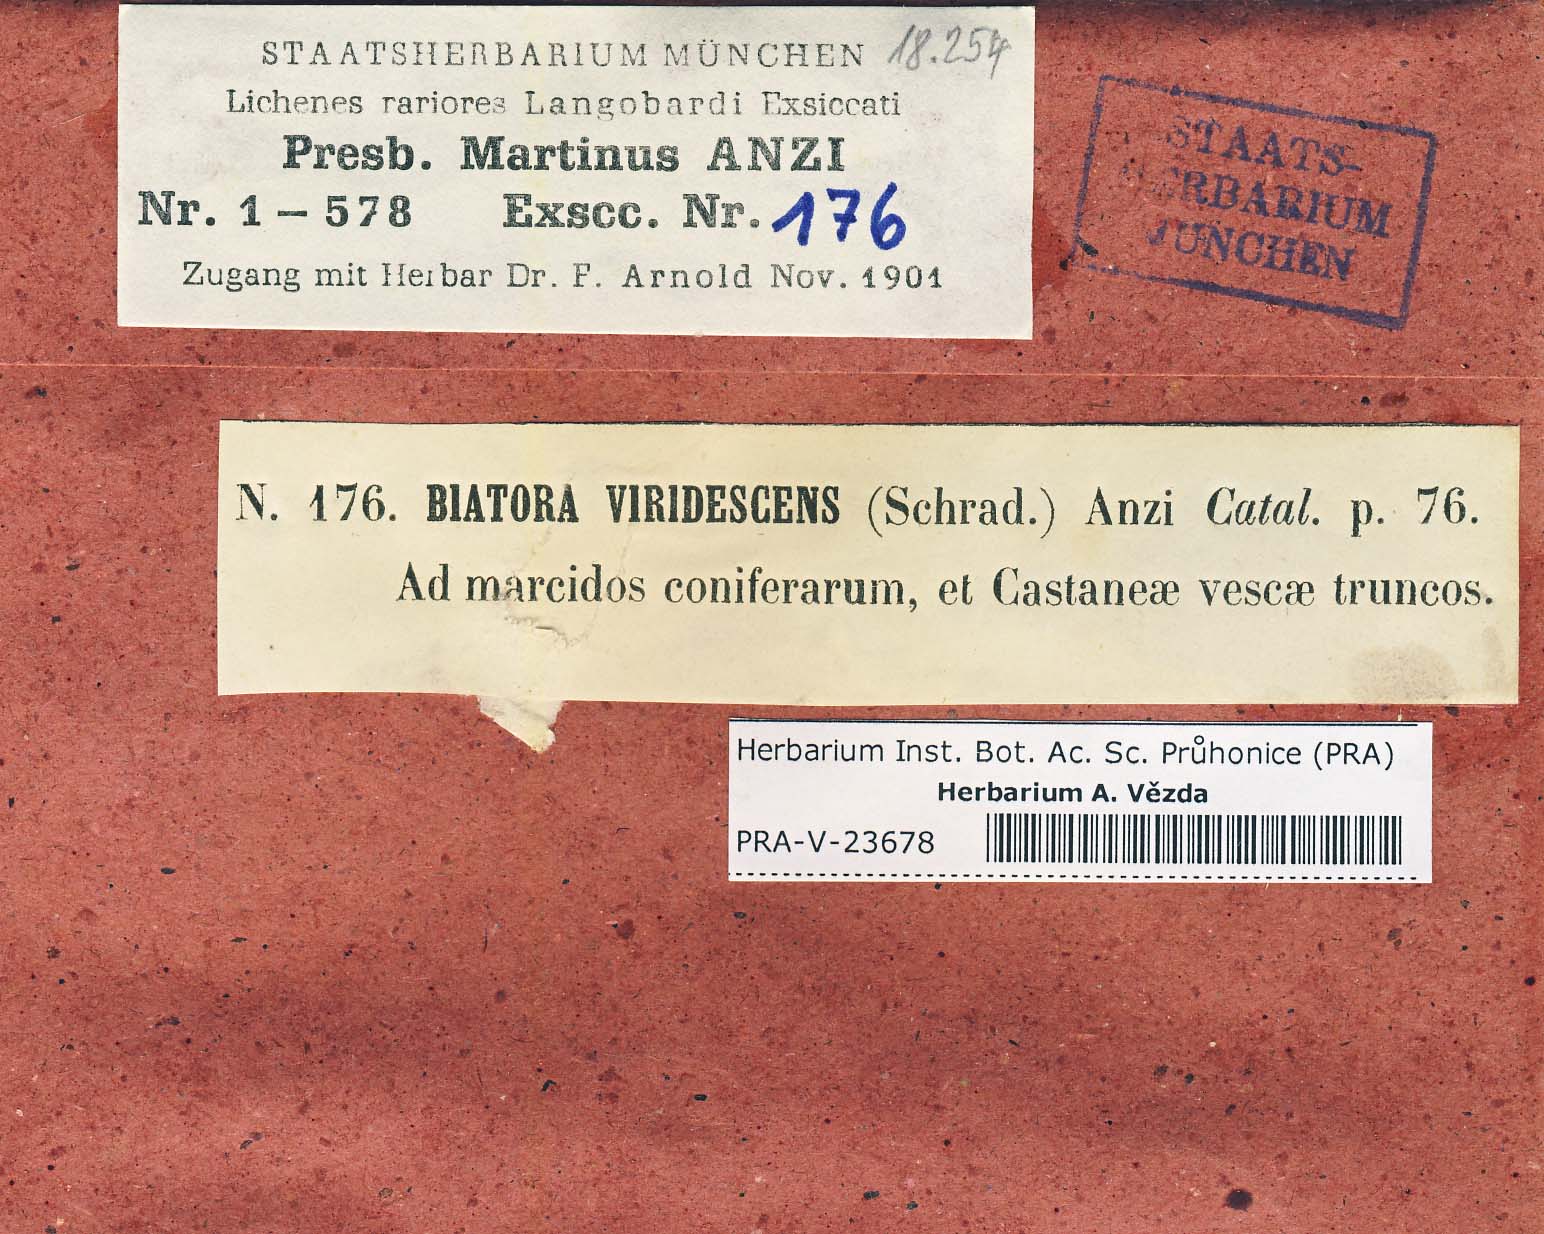 STAATSHERBARIUM MÜNCHEN 18.254
Lichenes rariores Langobardi Exsiccati
Presb. Martinus ANZI
Nr. 1 – 578 Exscc. Nr. 176
Zugang mit Herbar Dr. F. Arnold Nov. 1901
STAATS-
HERBARIUM
MÜNCHEN
N. 176. BIATORA VIRIDESCENS (Schrad.) Anzi Catal. p. 76.
Ad marcidos coniferarum, et Castaneæ vescæ truncos.
Herbarium Inst. Bot. Ac. Sc. Průhonice (PRA)
Herbarium A. Vězda
PRA-V-23678